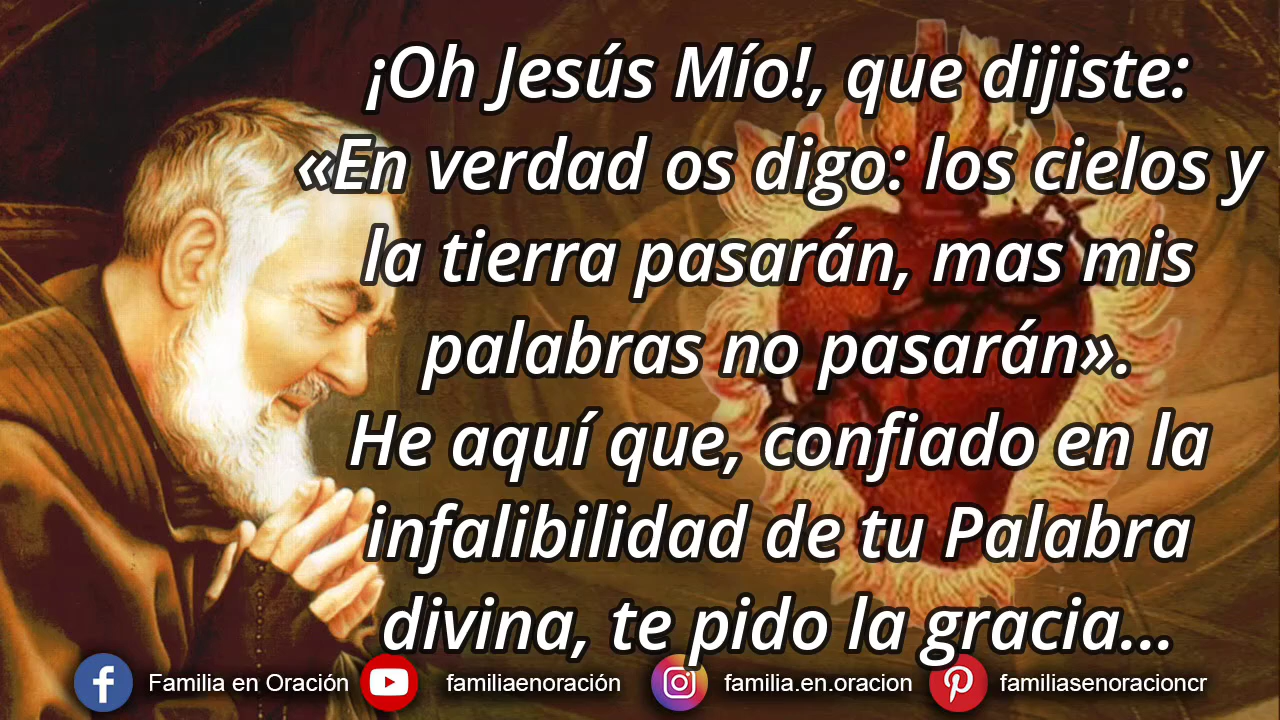 ¡Oh Jesús Mío!, que dijiste:
«En verdad os digo: los cielos y
la tierra pasarán, mas mis
palabras no pasarán».
He aquí que, confiado en la
infalibilidad de tu Palabra
divina, te pido la gracia...
Familia en Oración familiaenoración familia.en.oracion familiasenoracioncr